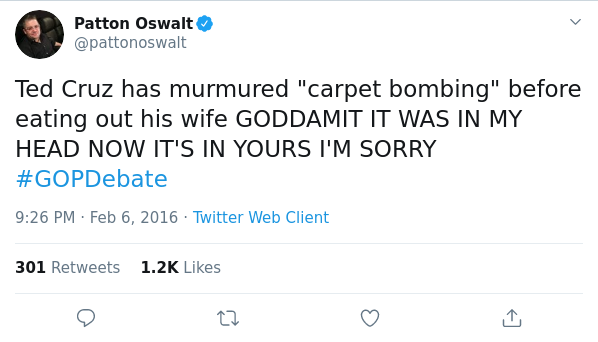 Patton Oswalt
@pattonoswalt
Ted Cruz has murmured "carpet bombing" before
eating out his wife GODDAMIT IT WAS IN MY
HEAD NOW IT'S IN YOURS I'M SORRY
#GOPDebate
9:26 PM · Feb 6, 2016 · Twitter Web Client
301 Retweets 1.2K Likes